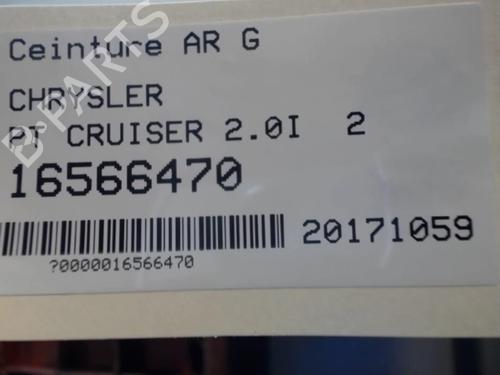 Ceinture AR G
CHRYSLER
PT CRUISER 2.0I 2
16566470
20171059
?0000016566470
B-PARTS